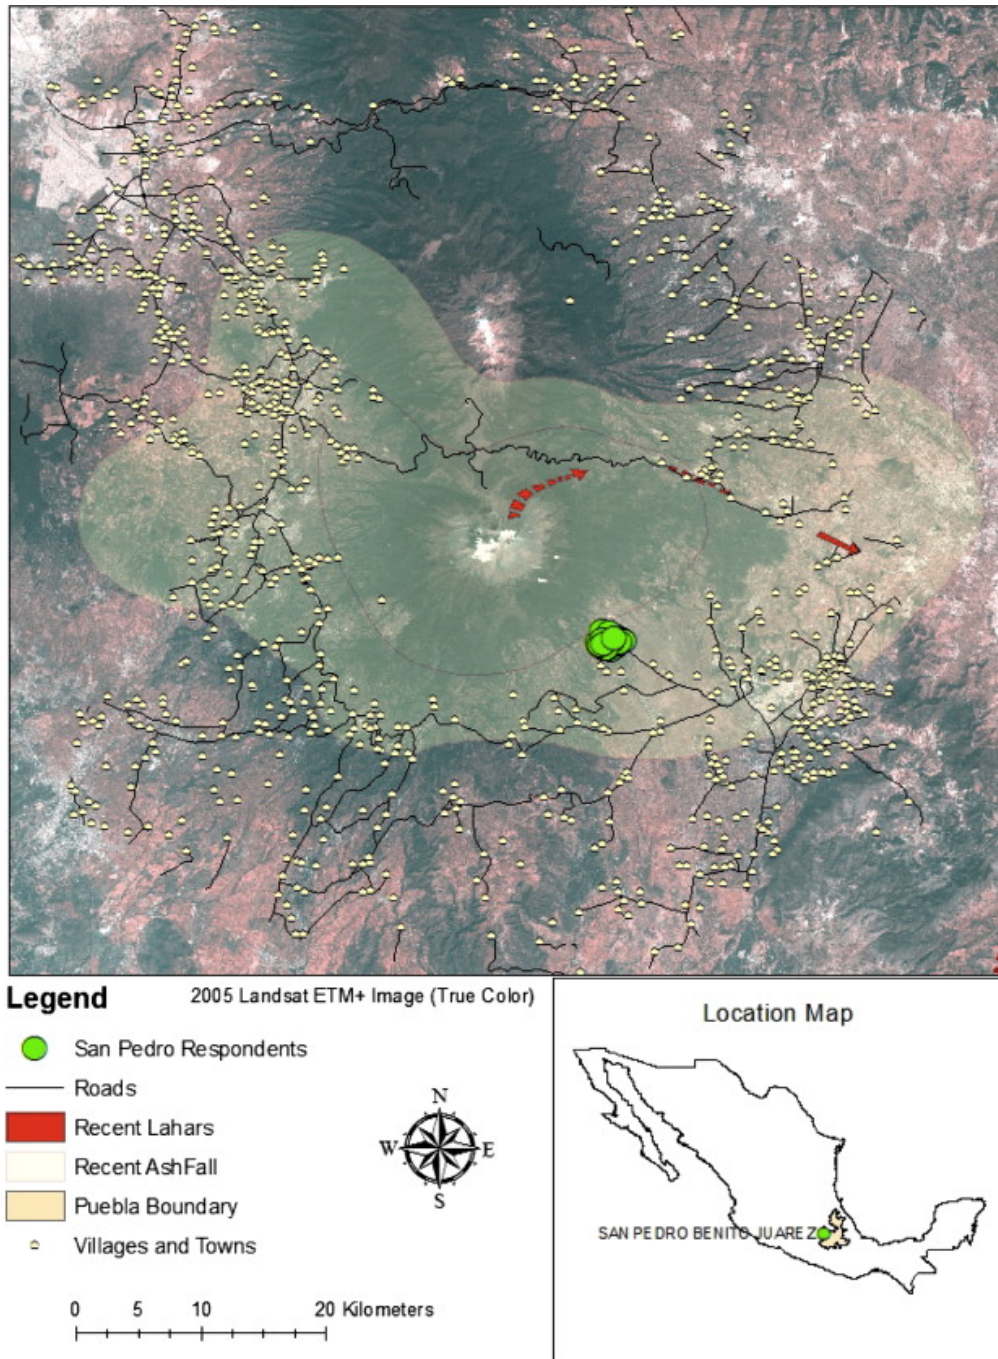 Legend
2005 Landsat ETM+ Image (True Color)
San Pedro Respondents
Roads
Recent Lahars
Recent AshFall
Puebla Boundary
Villages and Towns
N
W E
S
0 5 10 20 Kilometers
Location Map
SAN PEDRO BENITO JUAREZ